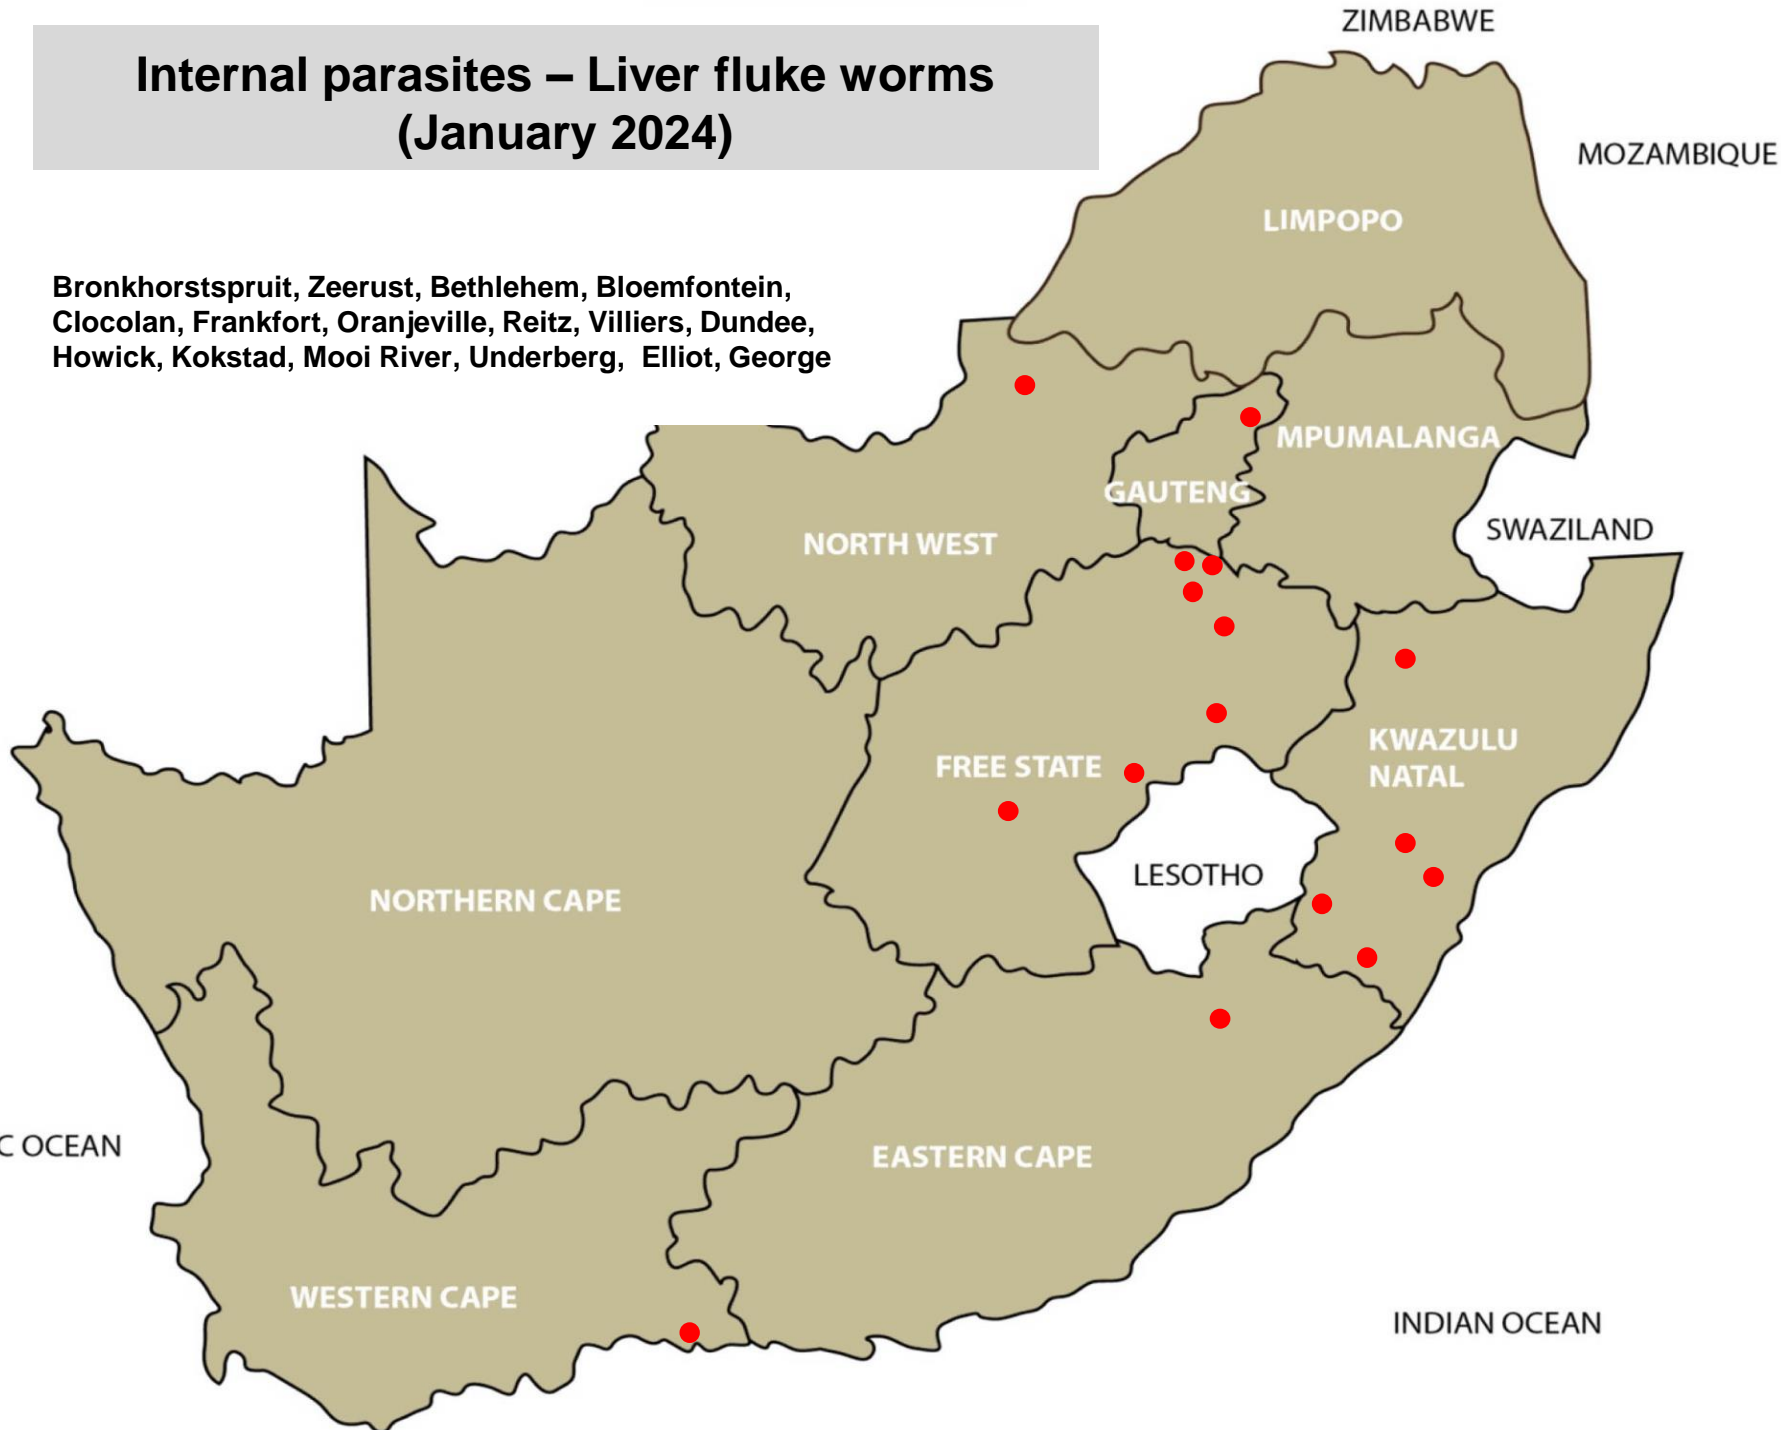 ZIMBABWE
Internal parasites – Liver fluke worms
(January 2024)
MOZAMBIQUE
LIMPOPO
Bronkhorstspruit, Zeerust, Bethlehem, Bloemfontein,
Clocolan, Frankfort, Oranjeville, Reitz, Villiers, Dundee,
Howick, Kokstad, Mooi River, Underberg, Elliot, George
MPUMALANGA
GAUTENG
SWAZILAND
NORTH WEST
KWAZULU
NATAL
FREE STATE
LESOTHO
NORTHERN CAPE
C OCEAN
EASTERN CAPE
WESTERN CAPE
INDIAN OCEAN